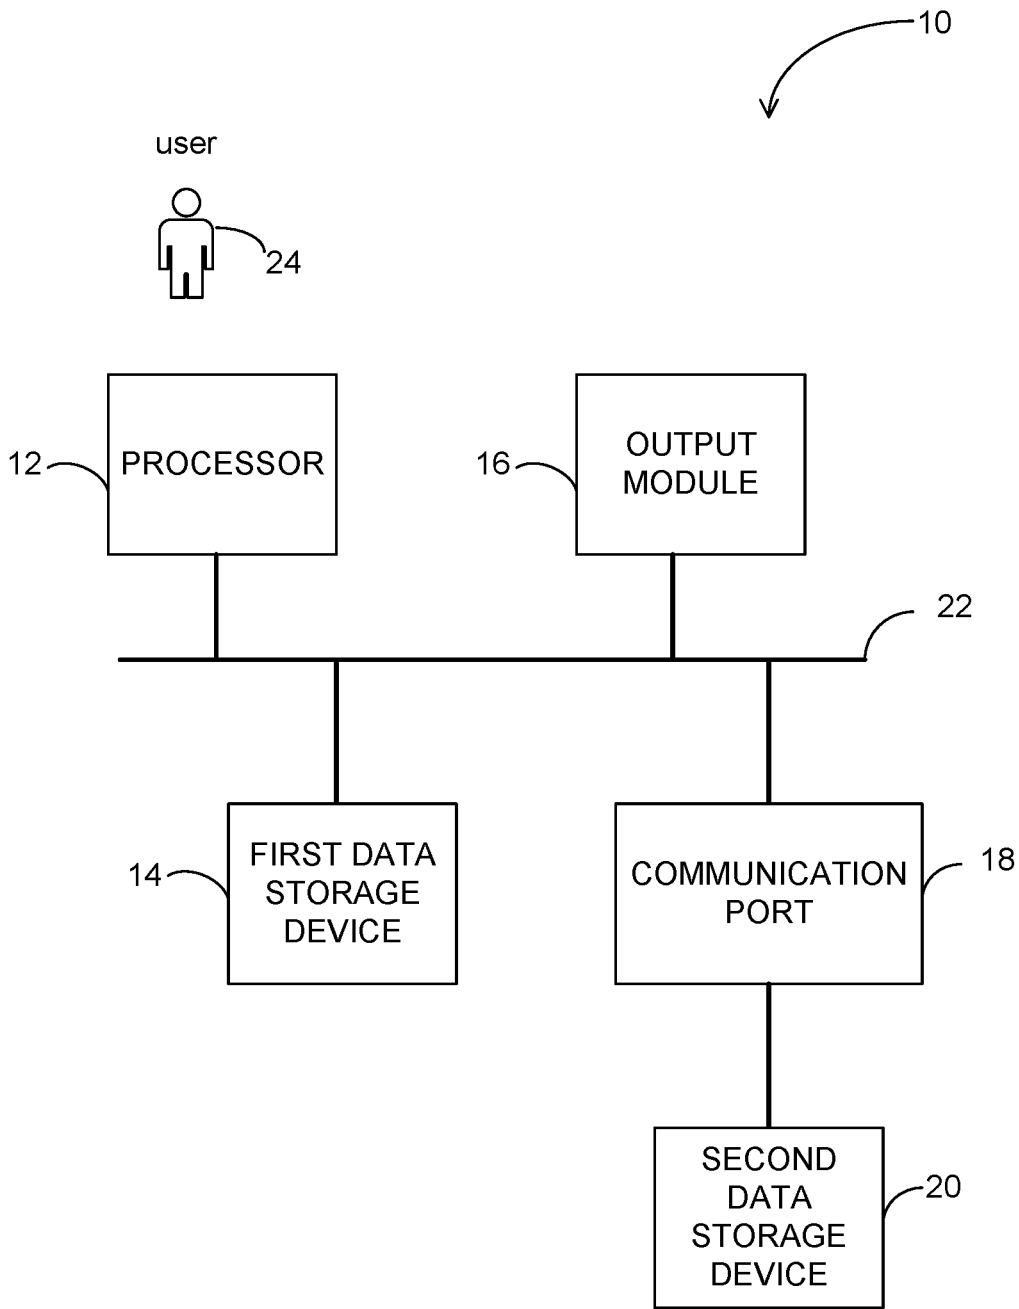 10
user
24
12
PROCESSOR
16
OUTPUT
MODULE
22
14
FIRST DATA
STORAGE
DEVICE
COMMUNICATION
PORT
18
SECOND
DATA
STORAGE
DEVICE
20